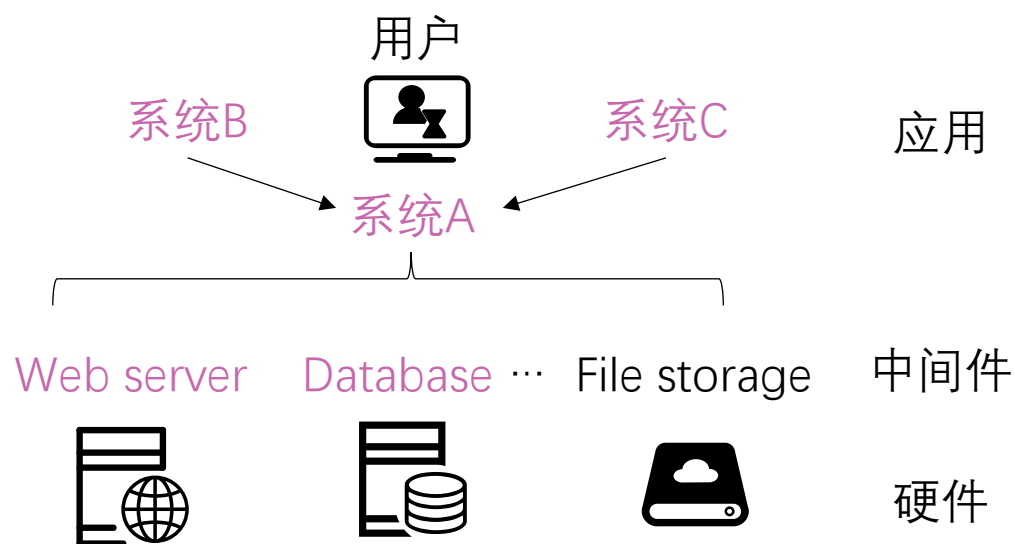 用户
系统B
系统C
应用
系统A
Web server
Database
…
File storage
中间件
硬件